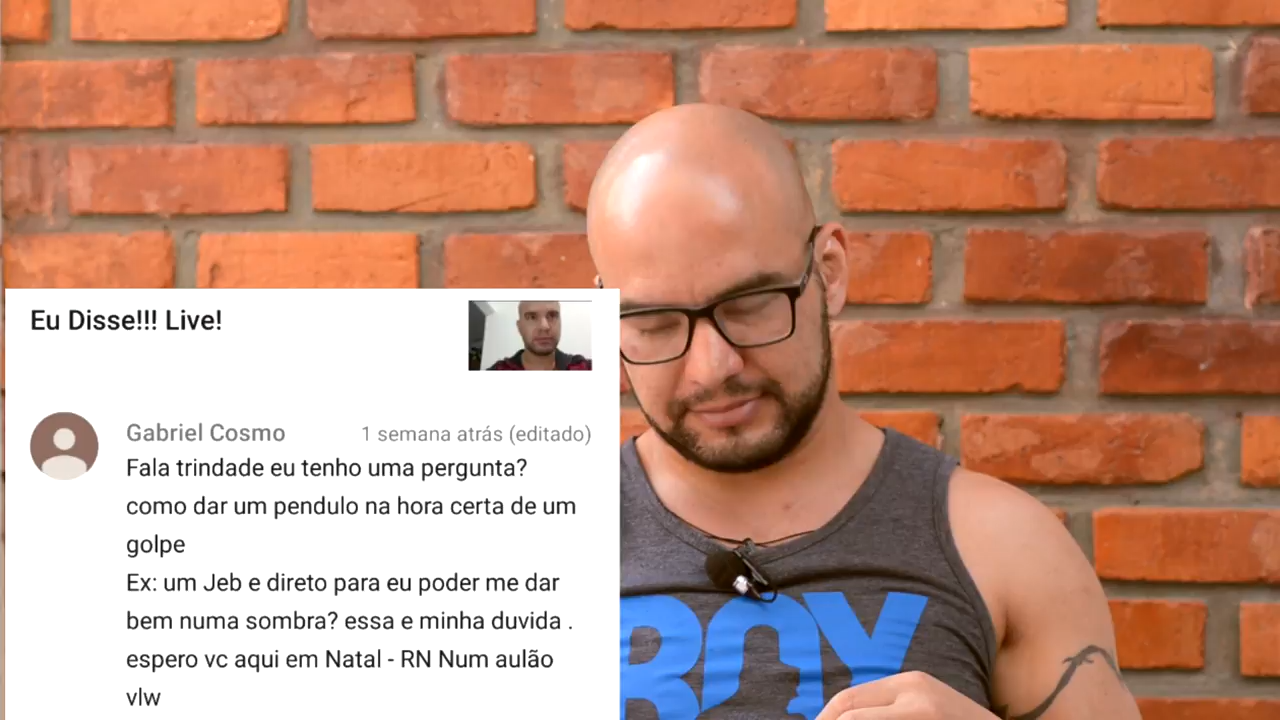 Eu Disse!!! Live!
Gabriel Cosmo 1 semana atrás (editado)
Fala trindade eu tenho uma pergunta?
como dar um pendulo na hora certa de um
golpe
Ex: um Jeb e direto para eu poder me dar
bem numa sombra? essa e minha duvida .
espero vc aqui em Natal - RN Num aulão
vlw